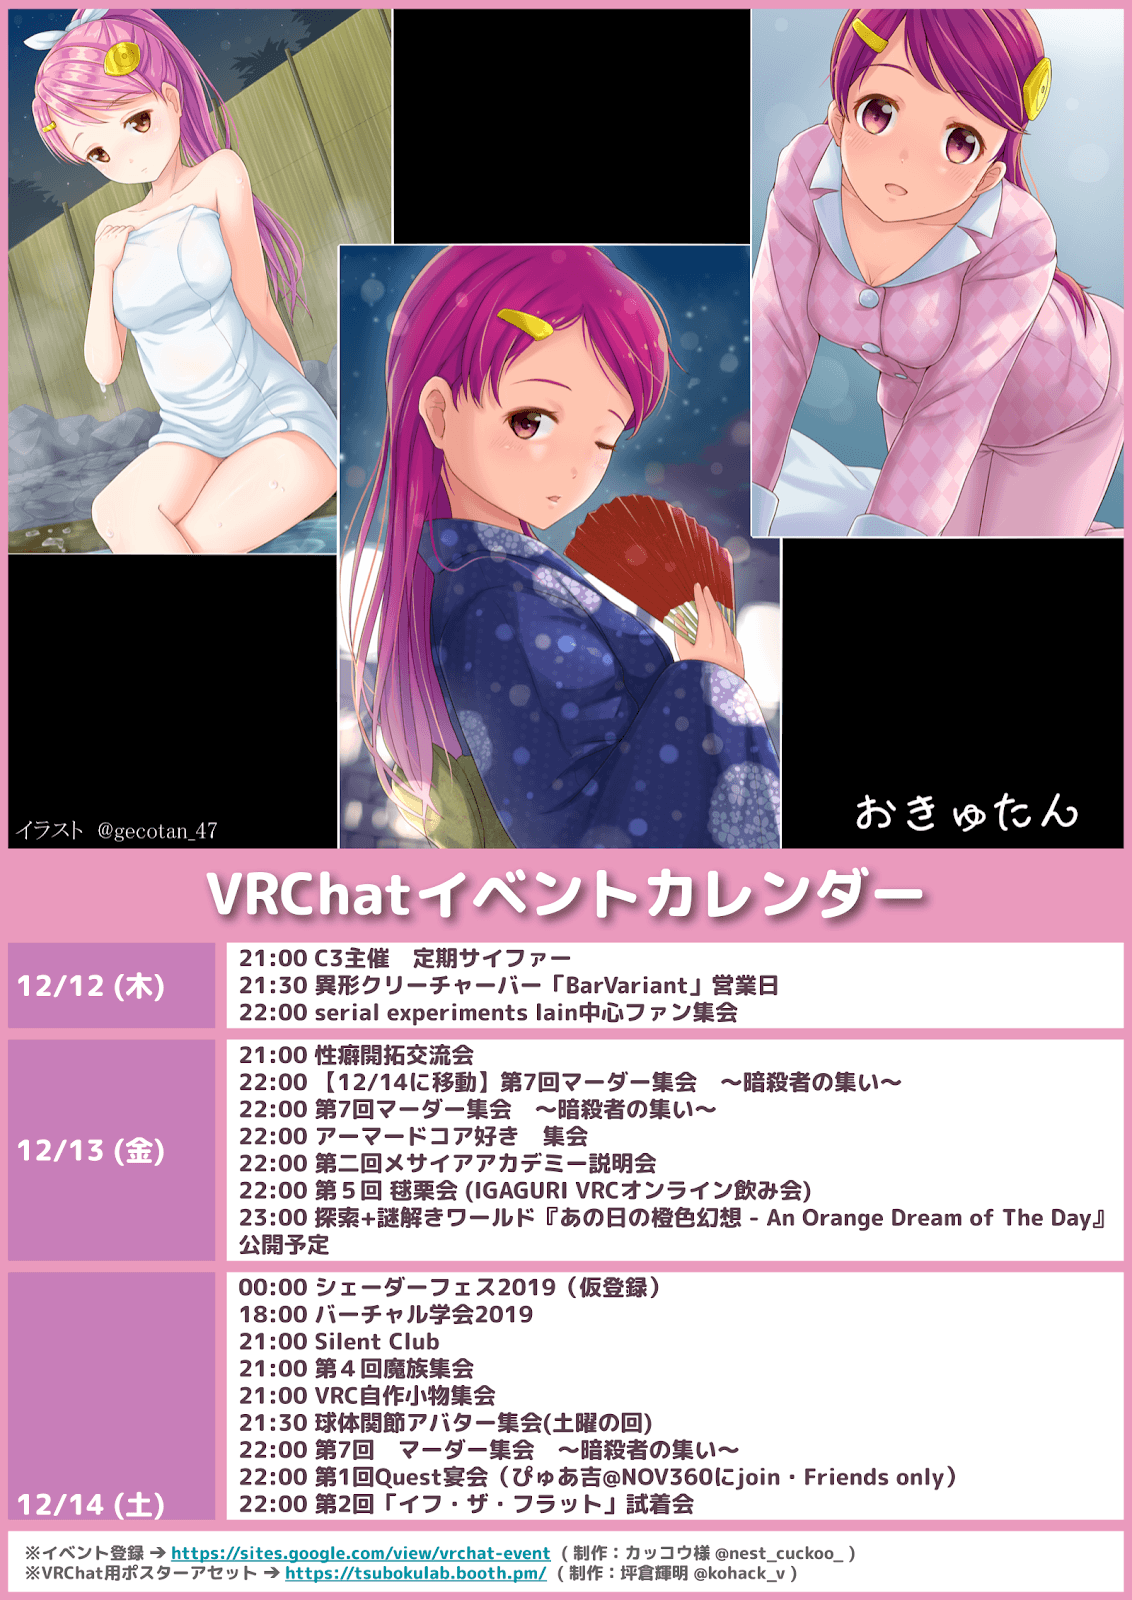 イラスト @gecotan_47
おきゅたん
VRChatイベントカレンダー
12/12 (木)
21:00 C3主催　定期サイファー
21:30 異形クリーチャーバー「BarVariant」営業日
22:00 serial experiments lain中心ファン集会
12/13 (金)
21:00 性癖開拓交流会
22:00 【12/14に移動】第7回マーダー集会　～暗殺者の集い～
22:00 第7回マーダー集会　～暗殺者の集い～
22:00 アーマードコア好き　集会
22:00 第二回メサイアアカデミー説明会
22:00 第５回 毬栗会 (IGAGURI VRCオンライン飲み会)
23:00 探索+謎解きワールド『あの日の橙色幻想 - An Orange Dream of The Day』
公開予定
12/14 (土)
00:00 シェーダーフェス2019（仮登録）
18:00 バーチャル学会2019
21:00 Silent Club
21:00 第４回魔族集会
21:00 VRC自作小物集会
21:30 球体関節アバター集会(土曜の回)
22:00 第7回　マーダー集会　～暗殺者の集い～
22:00 第1回Quest宴会（ぴゅあ吉@NOV360にjoin・Friends only）
22:00 第2回「イフ・ザ・フラット」試着会
※イベント登録 → https://sites.google.com/view/vrchat-event （ 制作：カッコウ様 @nest_cuckoo_ ）
※VRChat用ポスターアセット → https://tsubokulab.booth.pm/ （ 制作：坪倉輝明 @kohack_v ）